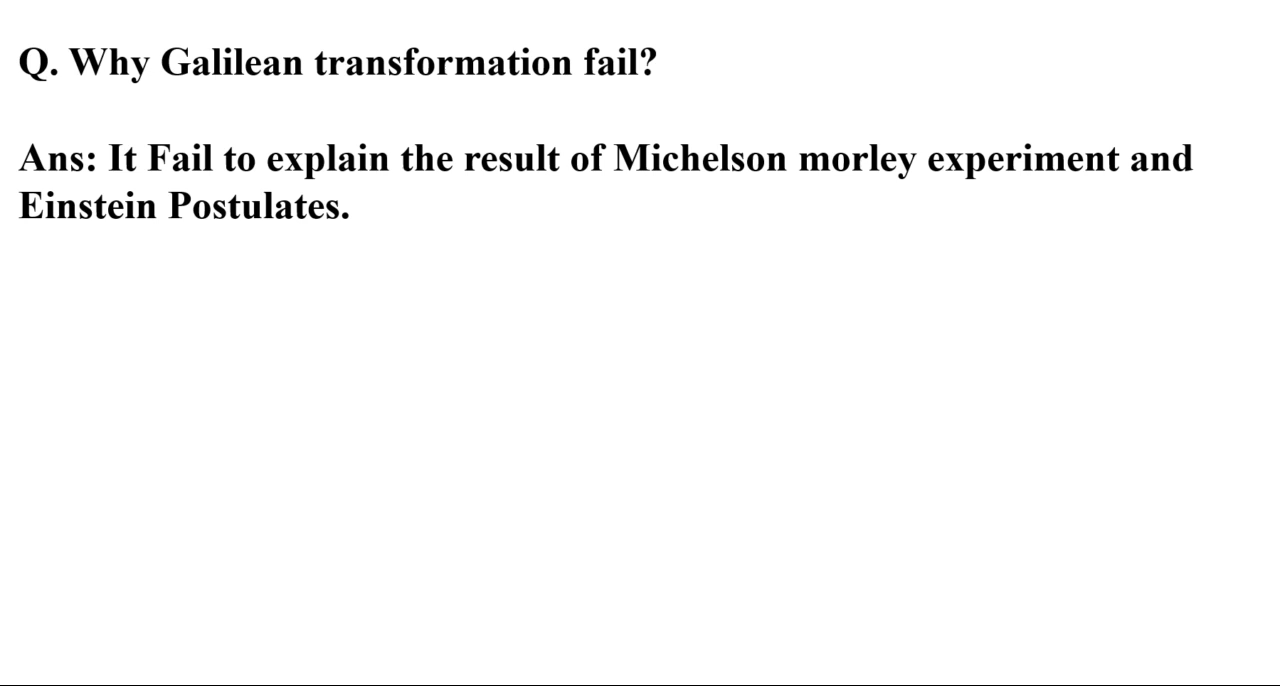 Q. Why Galilean transformation fail?
Ans: It Fail to explain the result of Michelson morley experiment and
Einstein Postulates.